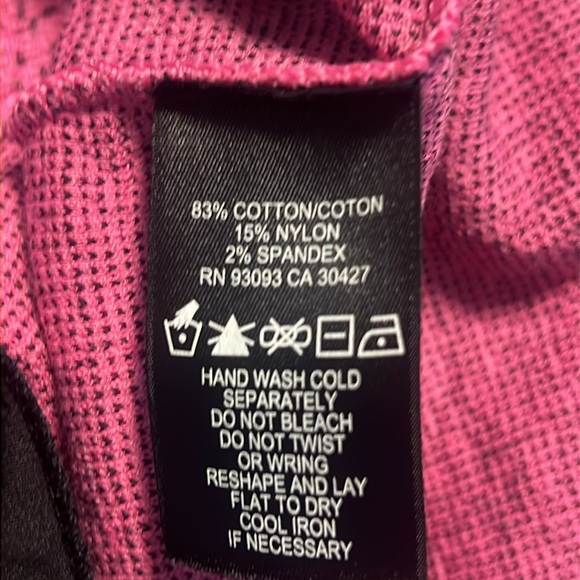 83% COTTON/COTON
15% NYLON
2% SPANDEX
RN 93093 CA 30427
HAND WASH COLD
SEPARATELY
DO NOT BLEACH
DO NOT TWIST
OR WRING
RESHAPE AND LAY
FLAT TO DRY
COOL IRON
IF NECESSARY